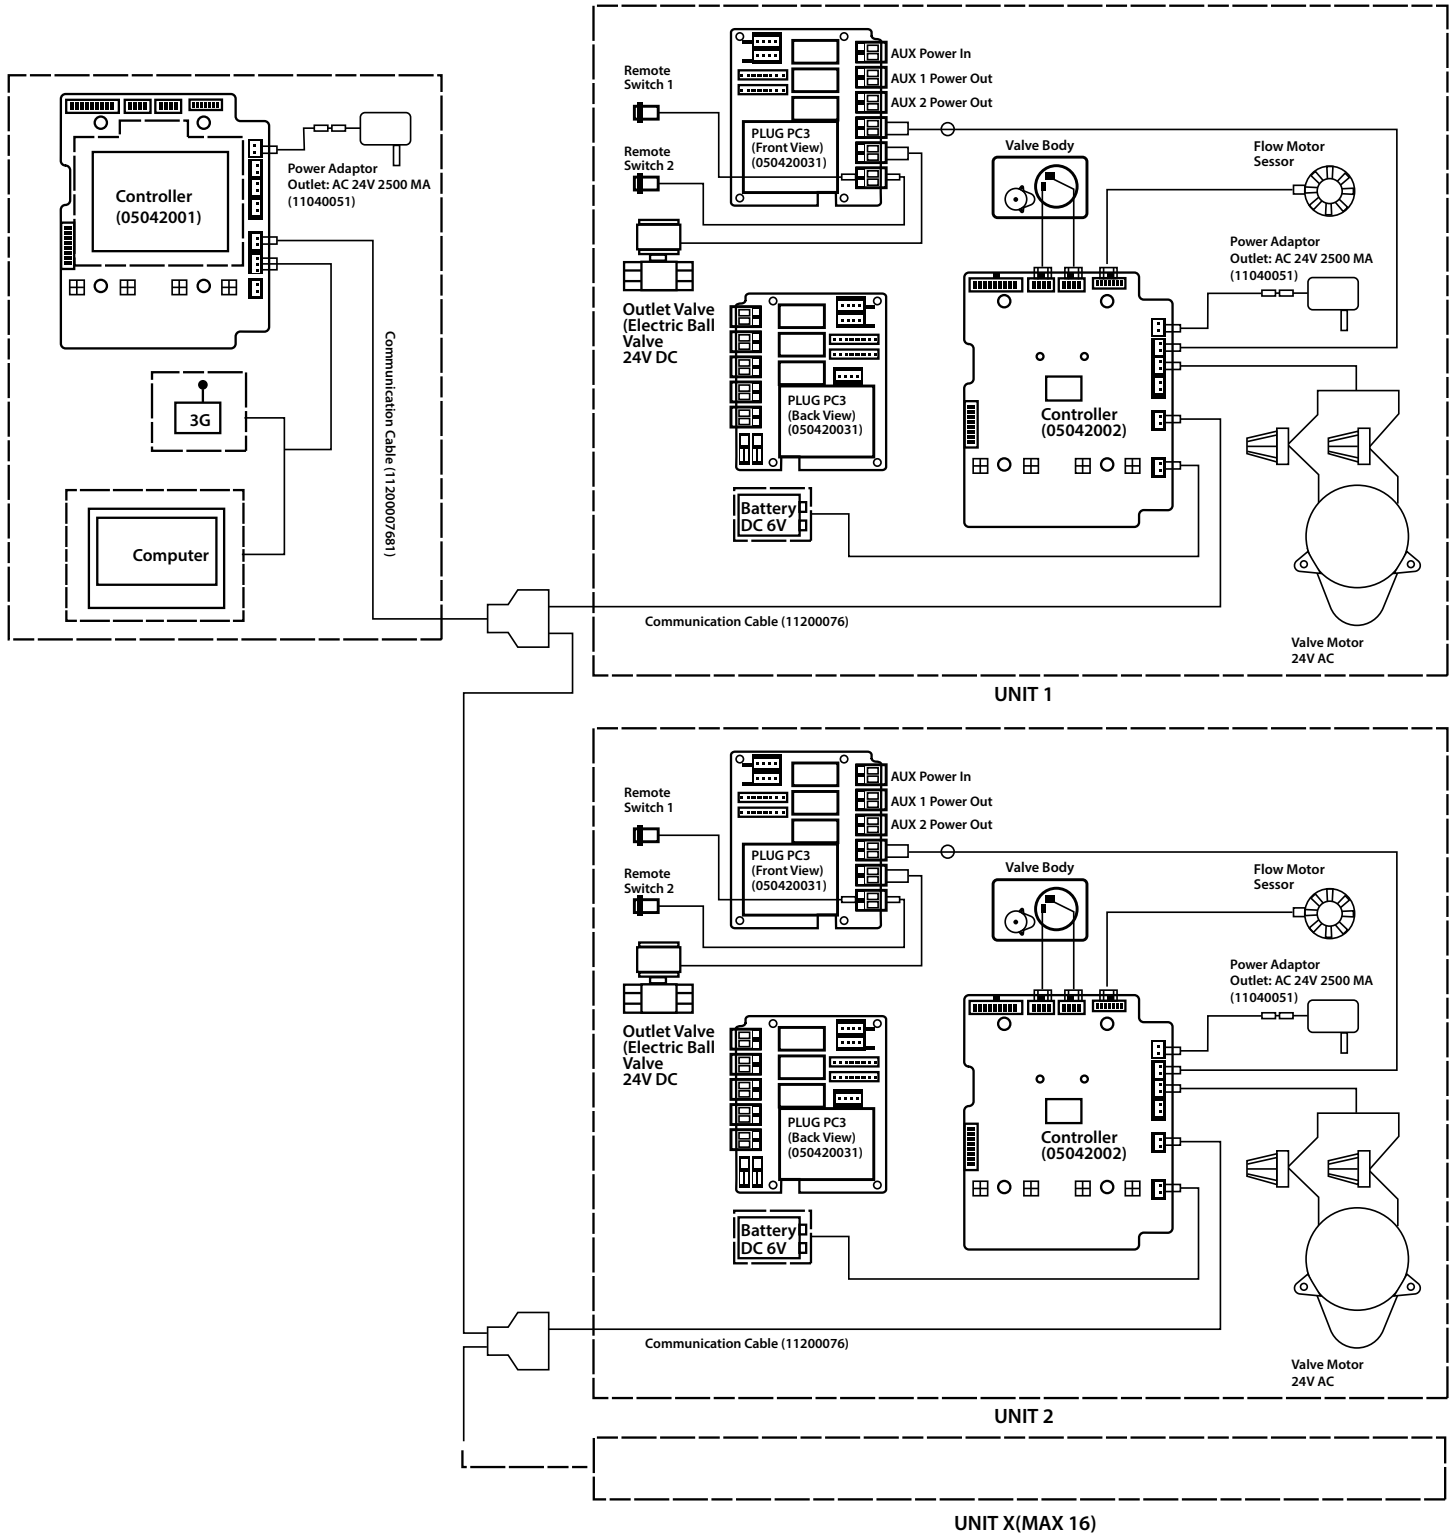 Controller
(05042001)
Power Adaptor
Outlet: AC 24V 2500 MA
(11040051)
Communication Cable (11200007681)
3G
Computer
Remote
Switch 1
Remote
Switch 2
PLUG PC3
(Front View)
(050420031)
AUX Power In
AUX 1 Power Out
AUX 2 Power Out
Valve Body
Flow Motor
Sessor
Power Adaptor
Outlet: AC 24V 2500 MA
(11040051)
Outlet Valve
(Electric Ball
Valve
24V DC
PLUG PC3
(Back View)
(050420031)
Controller
(05042002)
Battery
DC 6V
Communication Cable (11200076)
Valve Motor
24V AC
UNIT 1
Remote
Switch 1
Remote
Switch 2
PLUG PC3
(Front View)
(050420031)
AUX Power In
AUX 1 Power Out
AUX 2 Power Out
Valve Body
Flow Motor
Sessor
Power Adaptor
Outlet: AC 24V 2500 MA
(11040051)
Outlet Valve
(Electric Ball
Valve
24V DC
PLUG PC3
(Back View)
(050420031)
Controller
(05042002)
Battery
DC 6V
Communication Cable (11200076)
Valve Motor
24V AC
UNIT 2
UNIT X(MAX 16)